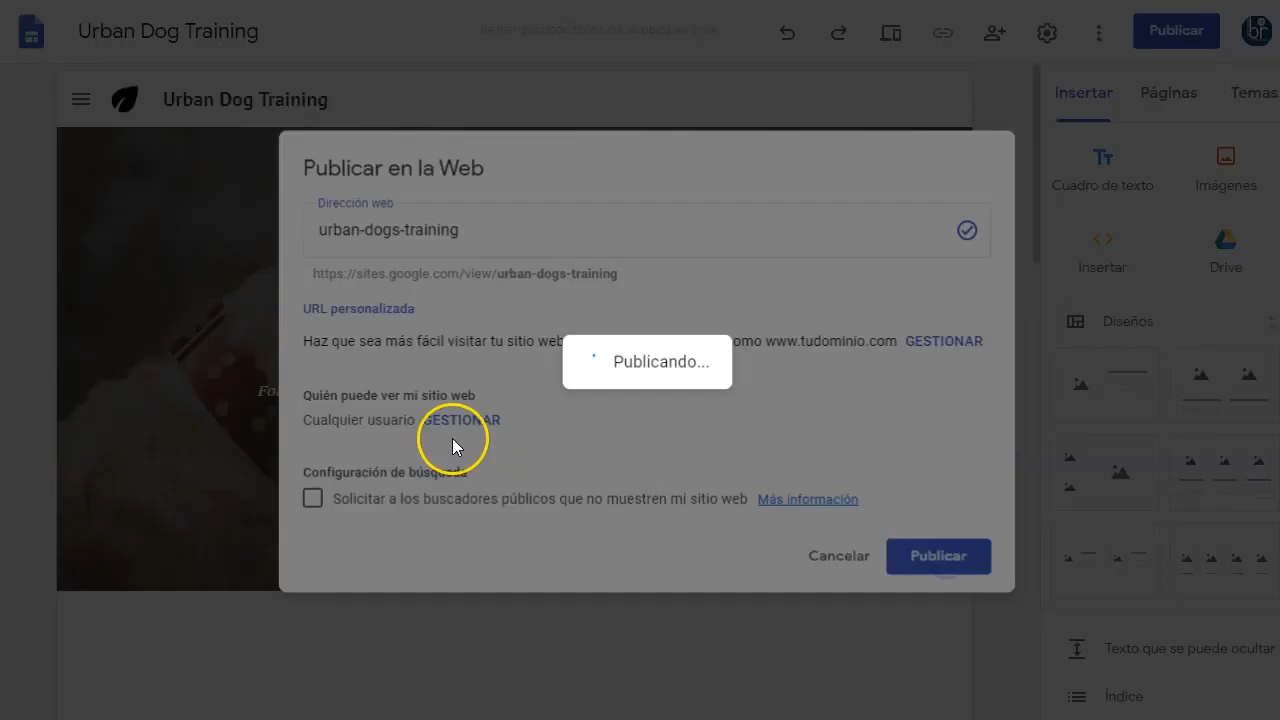 Urban Dog Training
Publicar
Urban Dog Training
Insertar
Páginas
Temas
Publicar en la Web
Cuadro de texto
Imágenes
Dirección web
urban-dogs-training
https://sites.google.com/view/urban-dogs-training
Insertar
Drive
URL personalizada
Diseños
Haz que sea más fácil visitar tu sitio web omo www.tudominio.com GESTIONAR
Publicando...
Quién puede ver mi sitio web
Cualquier usuario GESTIONAR
Configuración de búsqueda
Solicitar a los buscadores públicos que no muestren mi sitio web Más información
Cancelar
Publicar
Texto que se puede ocultar
Índice